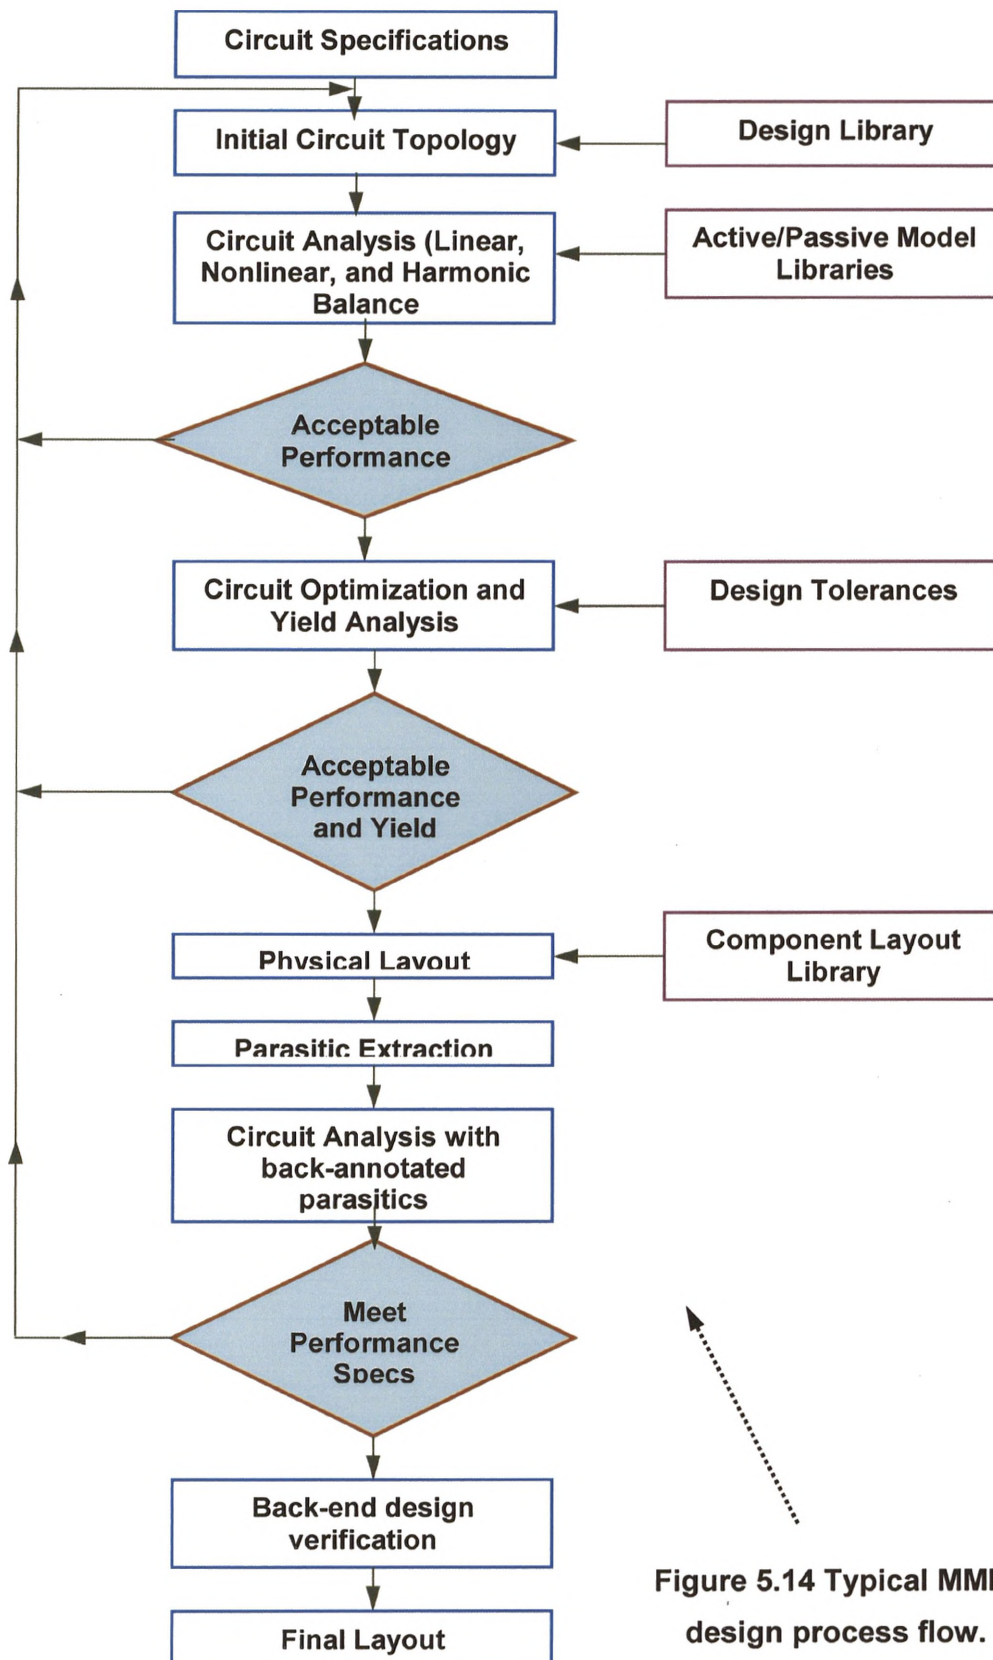 Circuit Specifications
Initial Circuit Topology
Design Library
Circuit Analysis (Linear,
Nonlinear, and Harmonic
Balance
Active/Passive Model
Libraries
Acceptable
Performance
Circuit Optimization and
Yield Analysis
Design Tolerances
Acceptable
Performance
and Yield
Physical Layout
Component Layout
Library
Parasitic Extraction
Circuit Analysis with
back-annotated
parasitics
Meet
Performance
Specs
Back-end design
verification
Final Layout
Figure 5.14 Typical
design process flow.